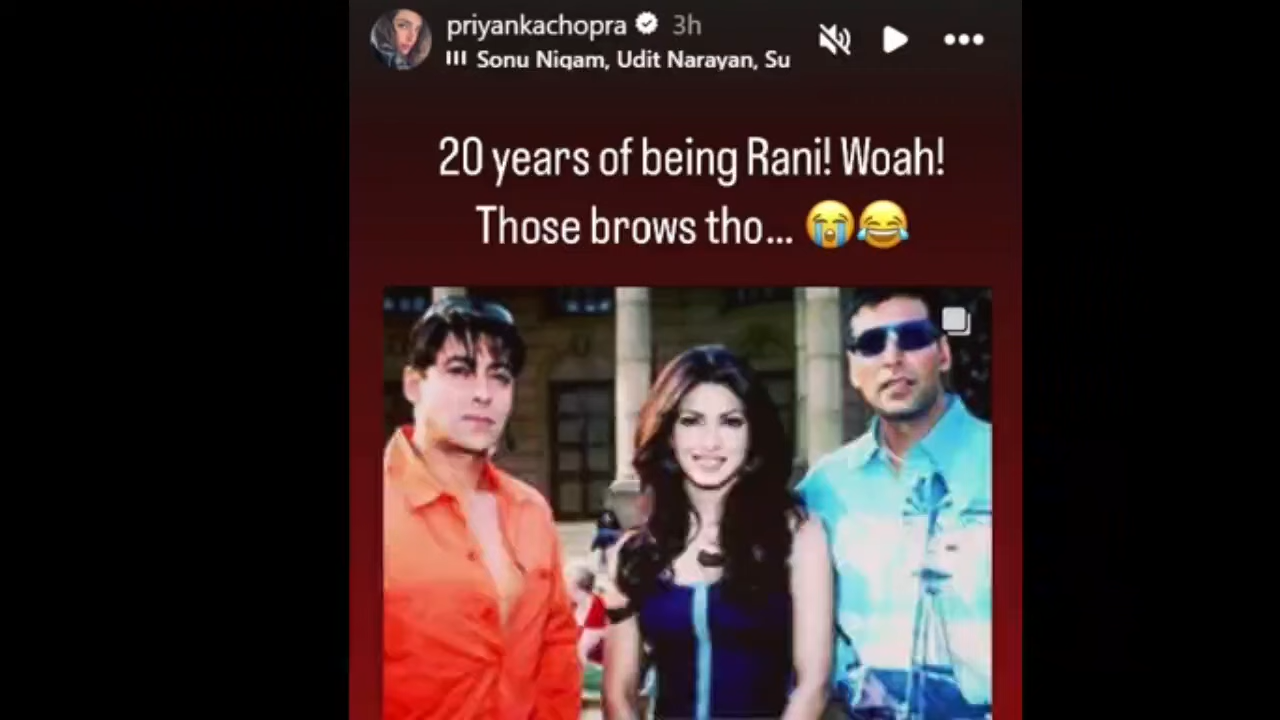 priyankachopra 3h
Sonu Nigam, Udit Narayan, Su
20 years of being Rani! Woah!
Those brows tho... 😭😂